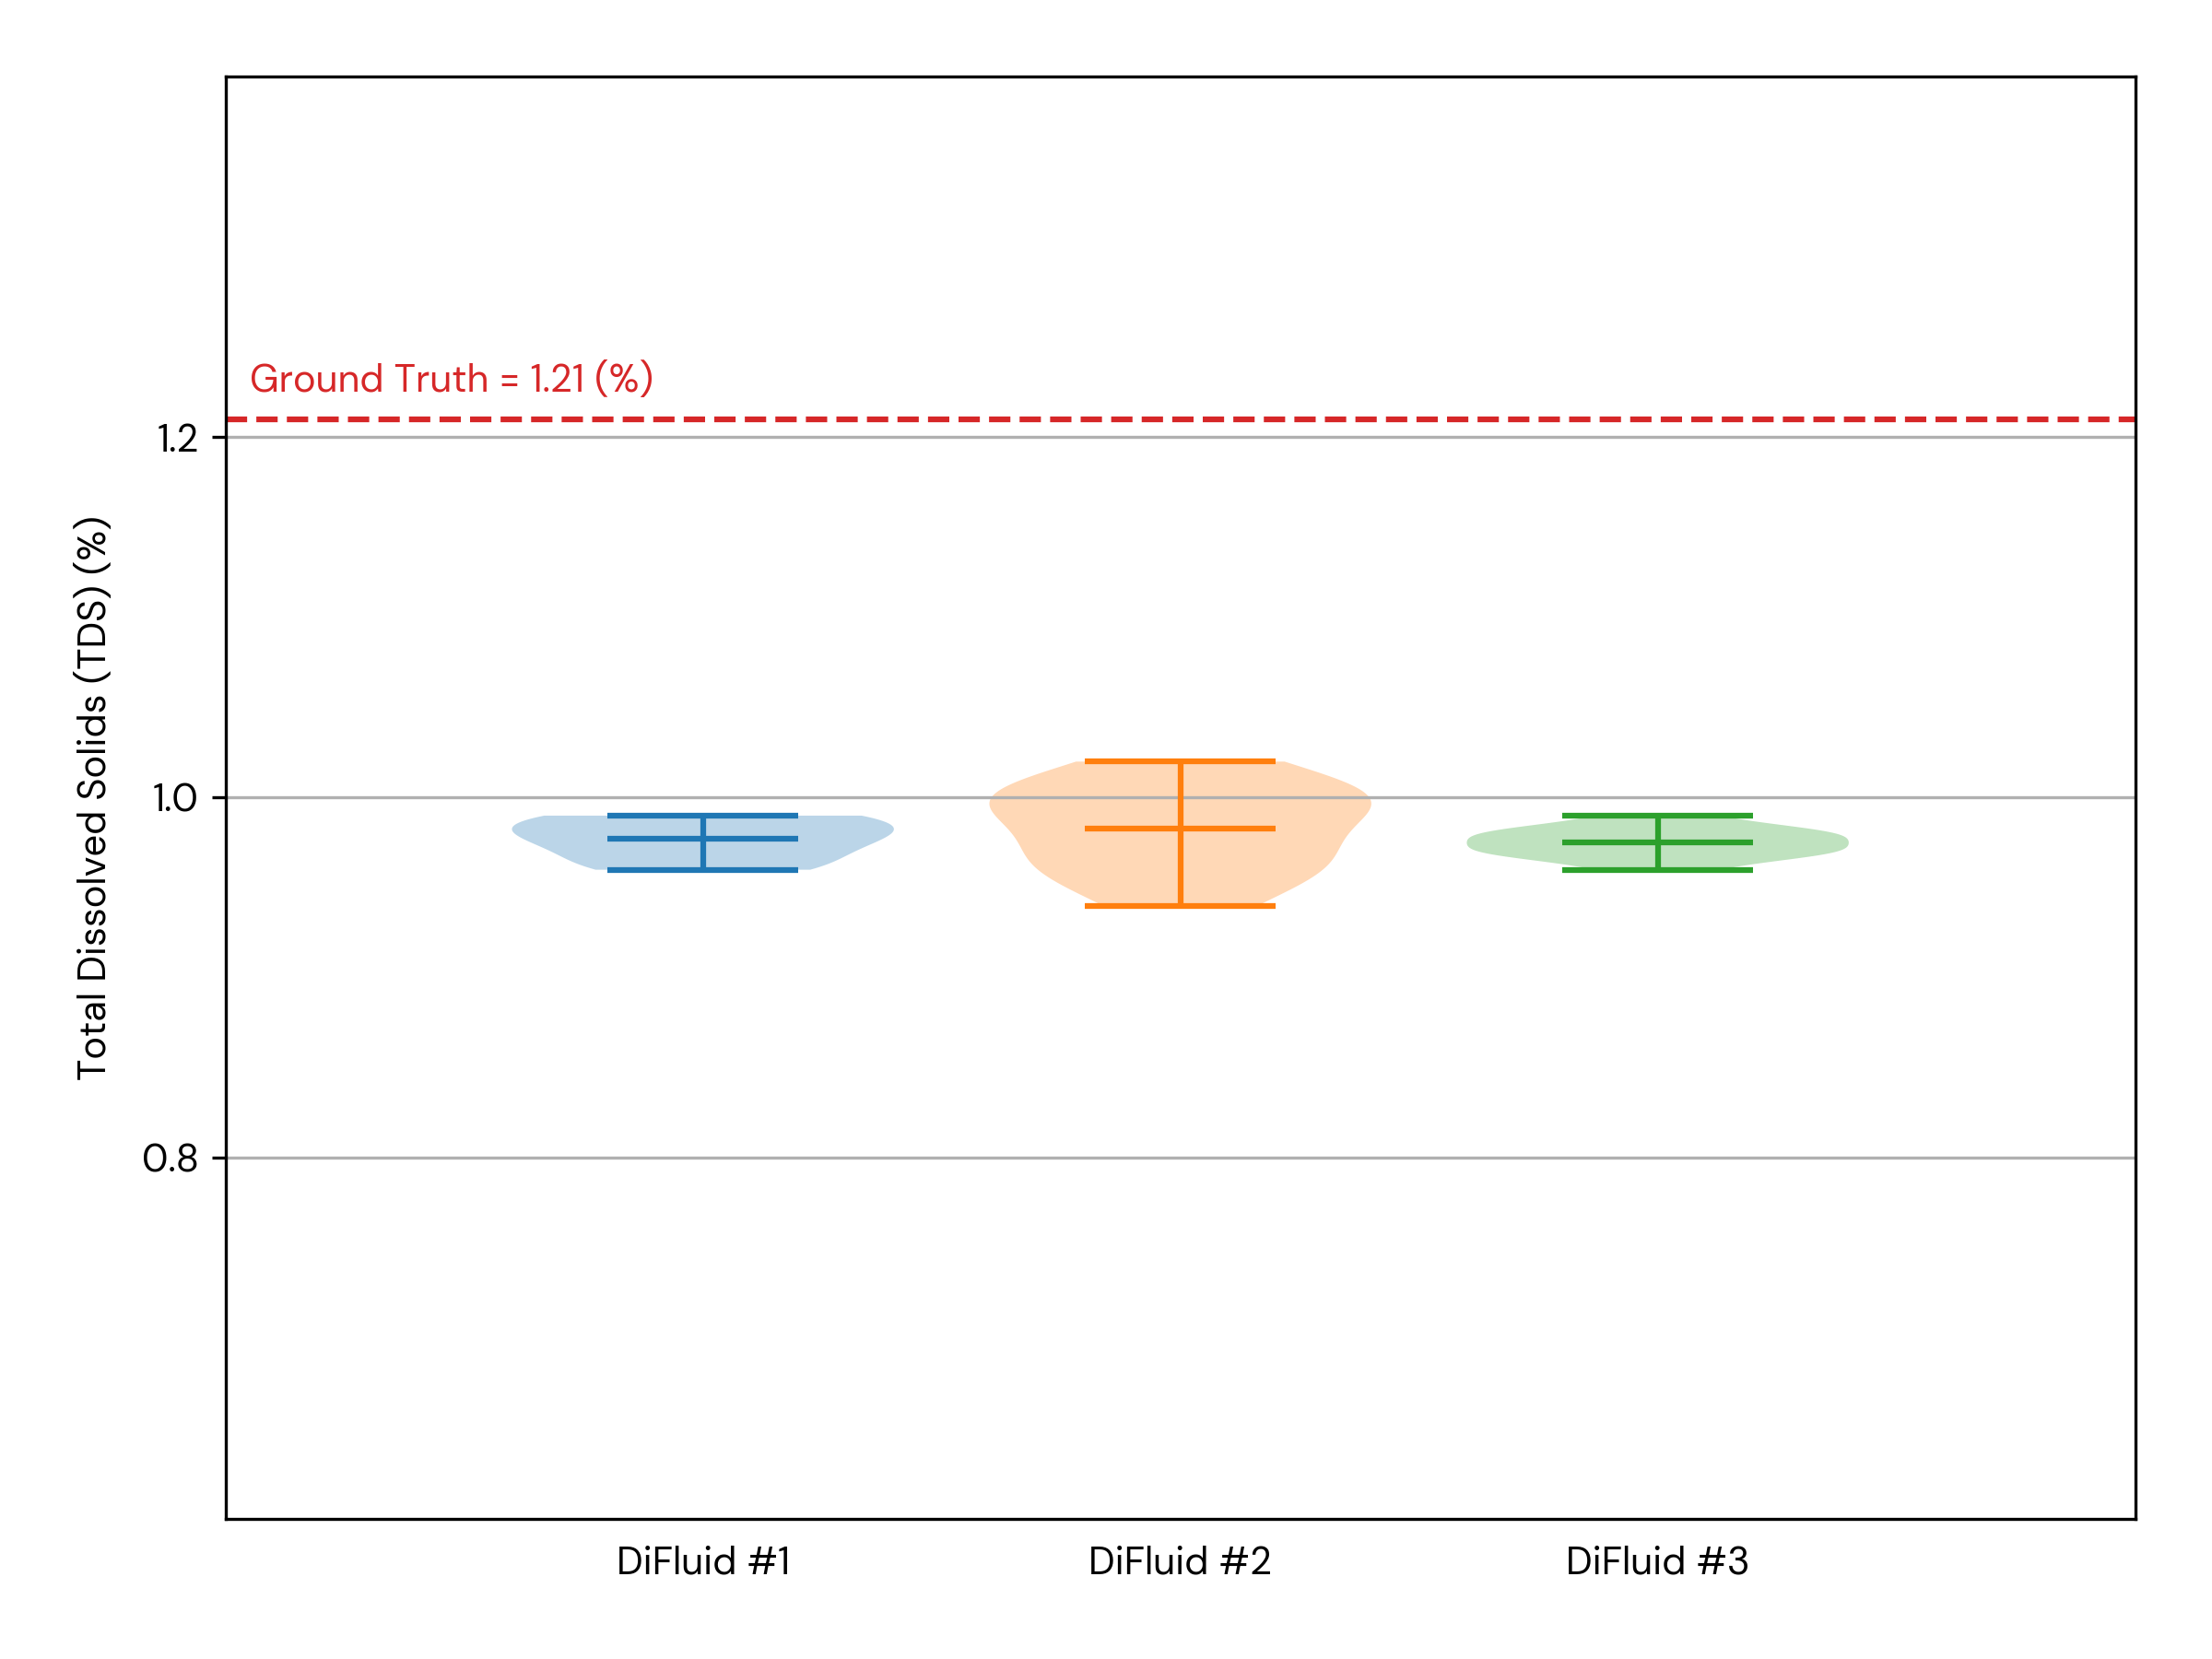 Ground Truth = 1.21 (%)
1.2
1.0
0.8
Total Dissolved Solids (TDS) (%)
DiFluid #1
DiFluid #2
DiFluid #3